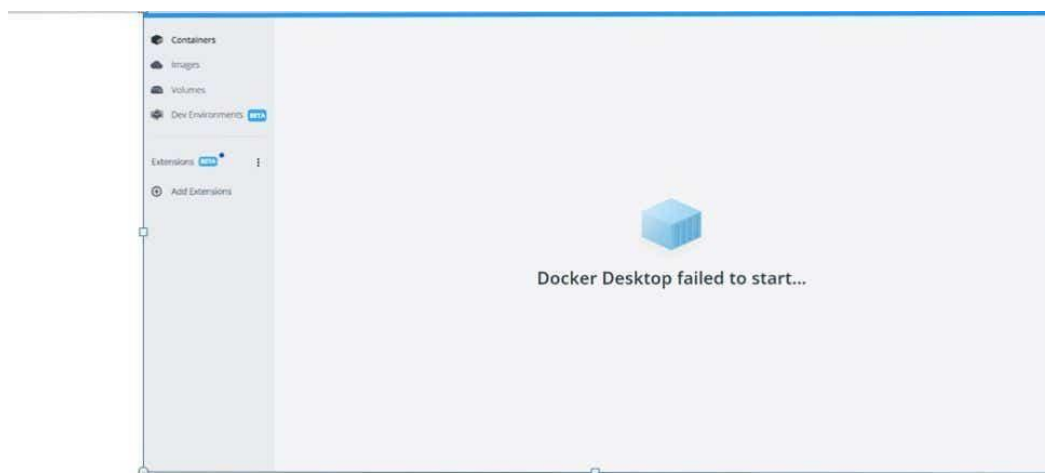 Containers
Images
Volumes
Dev Environments BETA
Extensions BETA
Add Extensions
Docker Desktop failed to start...